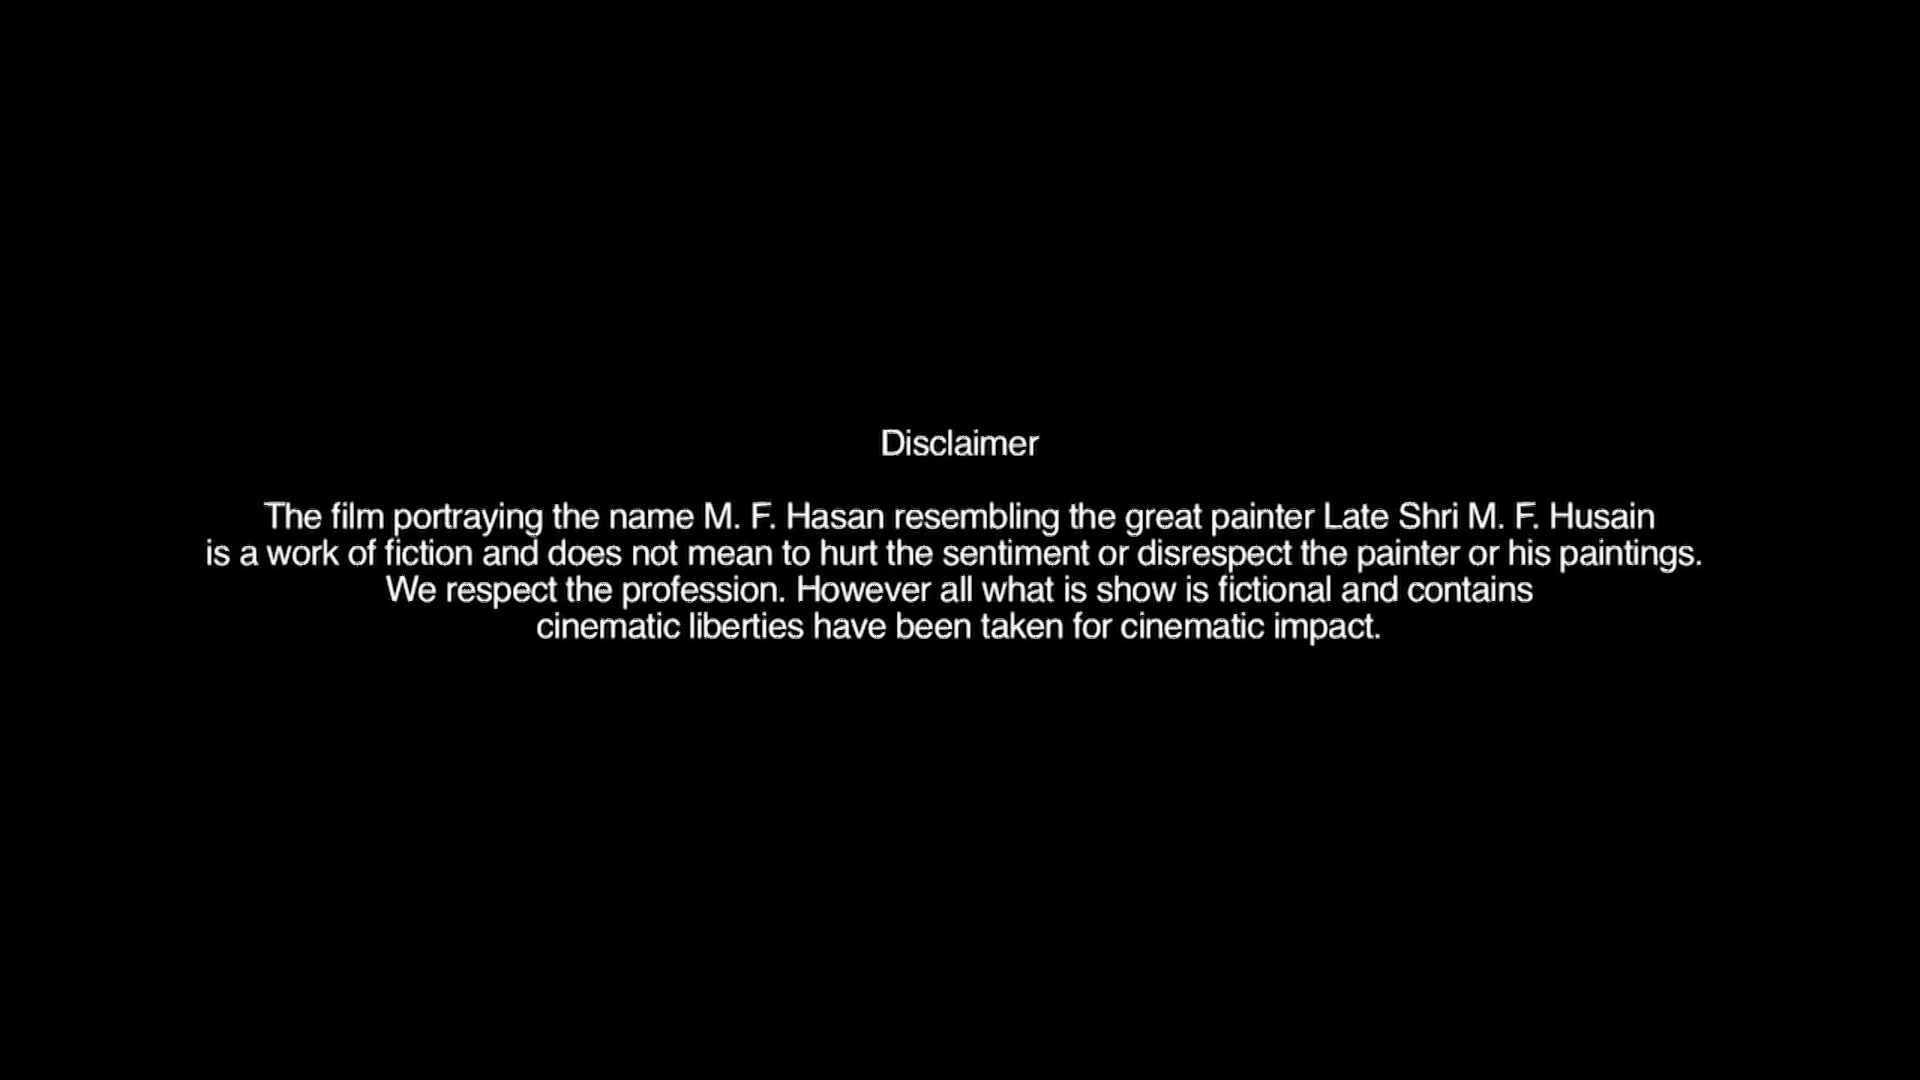 Disclaimer
The film portraying the name M. F. Hasan resembling the great painter Late Shri M. F. Husain
is a work of fiction and does not mean to hurt the sentiment or disrespect the painter or his paintings.
We respect the profession. However all what is show is fictional and contains
cinematic liberties have been taken for cinematic impact.